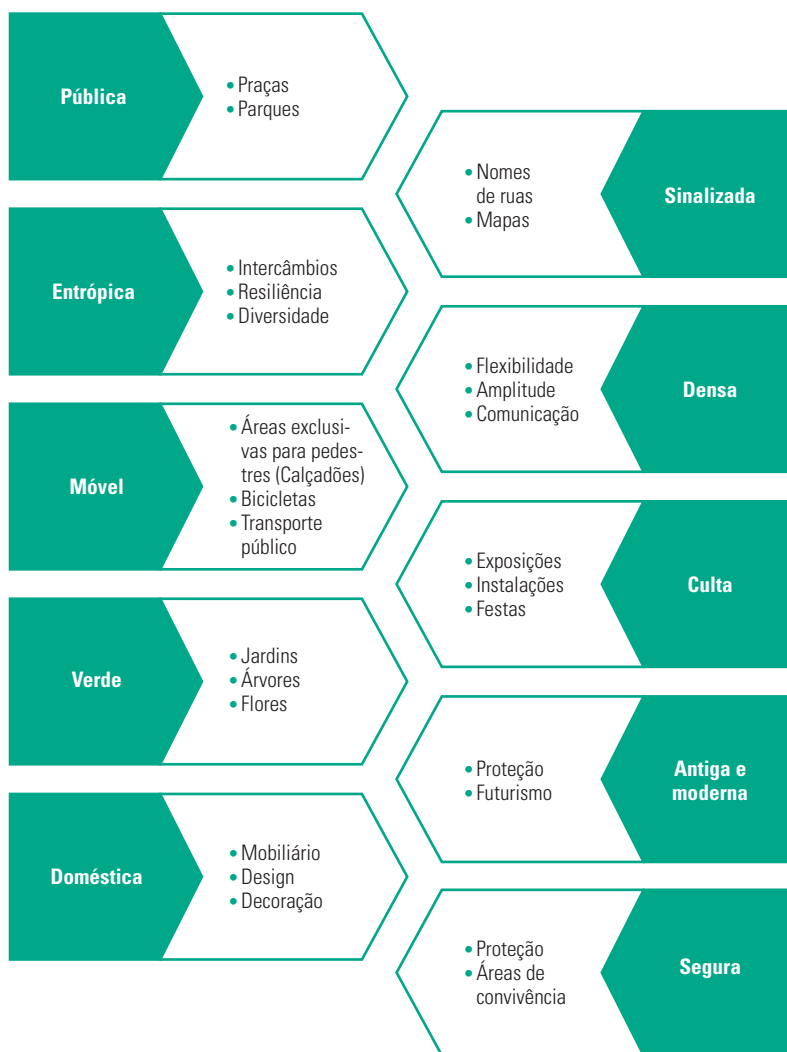 Pública
• Praças
• Parques
Sinalizada
• Nomes
de ruas
• Mapas
Entrópica
• Intercâmbios
• Resiliência
• Diversidade
Densa
• Flexibilidade
• Amplitude
• Comunicação
Móvel
• Áreas exclusi-
vas para pedes-
tres (Calçadões)
• Bicicletas
• Transporte
público
Culta
• Exposições
• Instalações
• Festas
Verde
• Jardins
• Árvores
• Flores
Antiga e
moderna
• Proteção
• Futurismo
Doméstica
• Mobiliário
• Design
• Decoração
Segura
• Proteção
• Áreas de
convivência